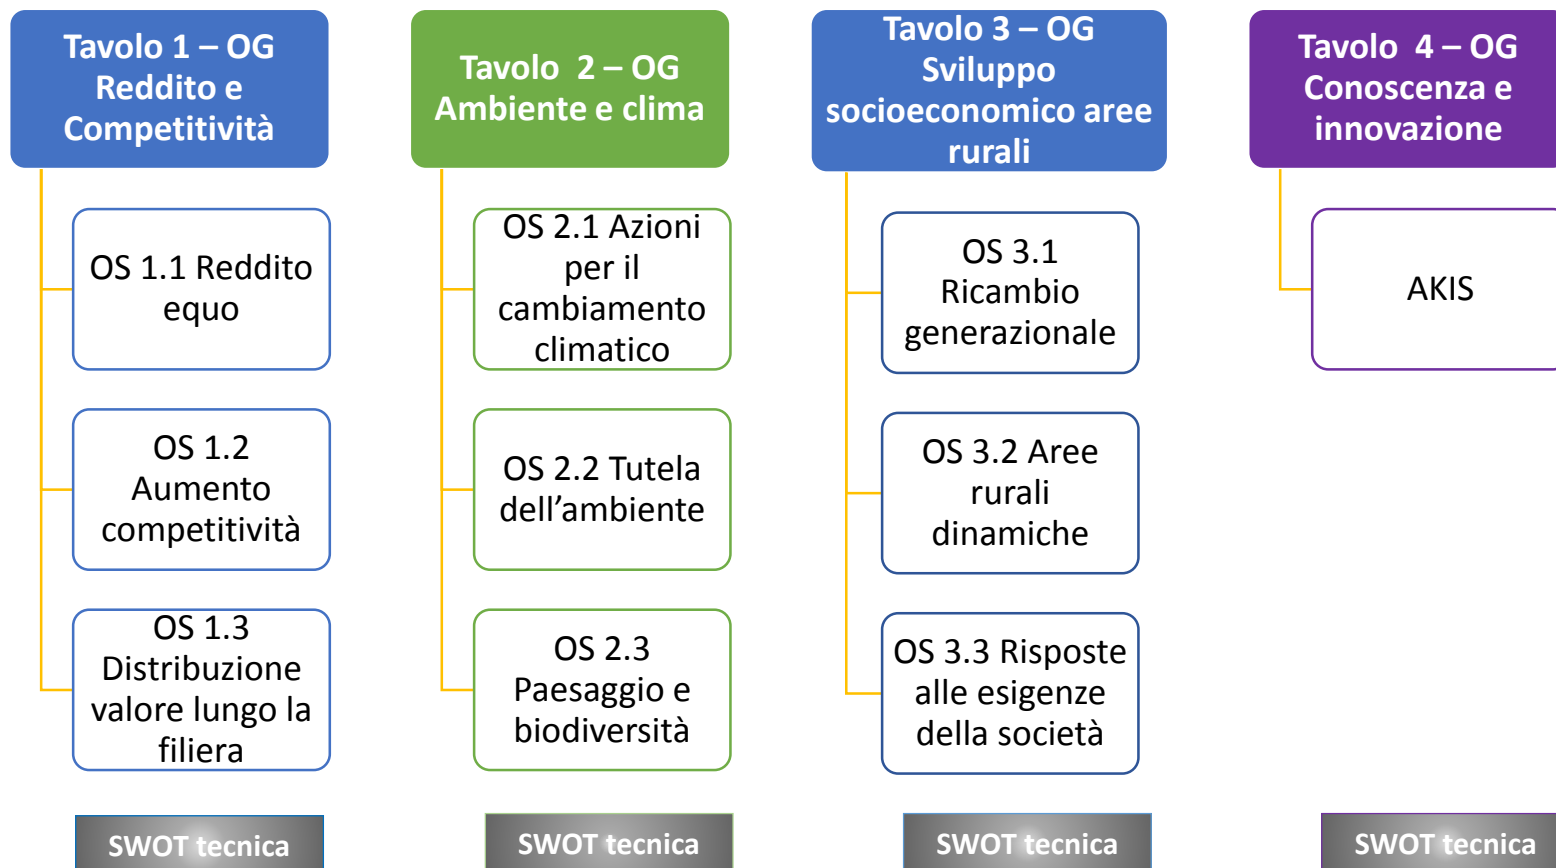 Tavolo 1 – OG
Reddito e
Competitività
OS 1.1 Reddito
equo
OS 1.2
Aumento
competitività
OS 1.3
Distribuzione
valore lungo la
filiera
SWOT tecnica
Tavolo 2 – OG
Ambiente e clima
OS 2.1 Azioni
per il
cambiamento
climatico
OS 2.2 Tutela
dell’ambiente
OS 2.3
Paesaggio e
biodiversità
SWOT tecnica
Tavolo 3 – OG
Sviluppo
socioeconomico aree
rurali
OS 3.1
Ricambio
generazionale
OS 3.2 Aree
rurali
dinamiche
OS 3.3 Risposte
alle esigenze
della società
SWOT tecnica
Tavolo 4 – OG
Conoscenza e
innovazione
AKIS
SWOT tecnica